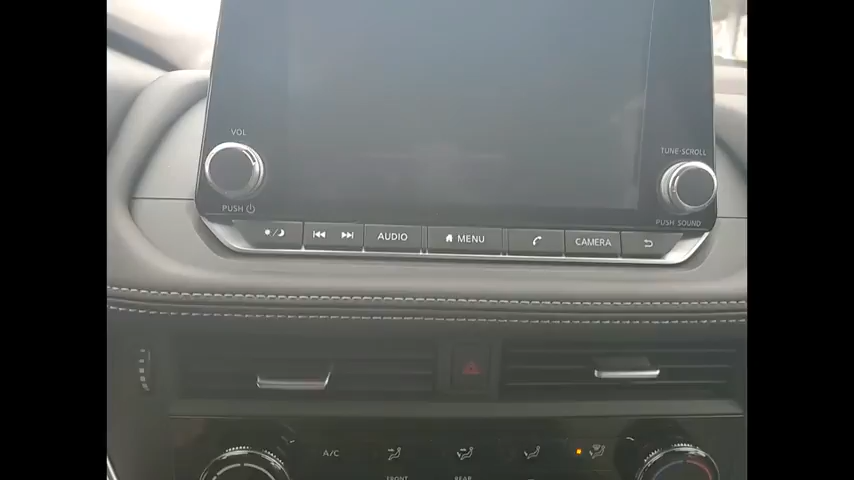 VOL
TUNE·SCROLL
PUSH
PUSH SOUND
AUDIO
MENU
CAMERA
A/C
FRONT
REAR